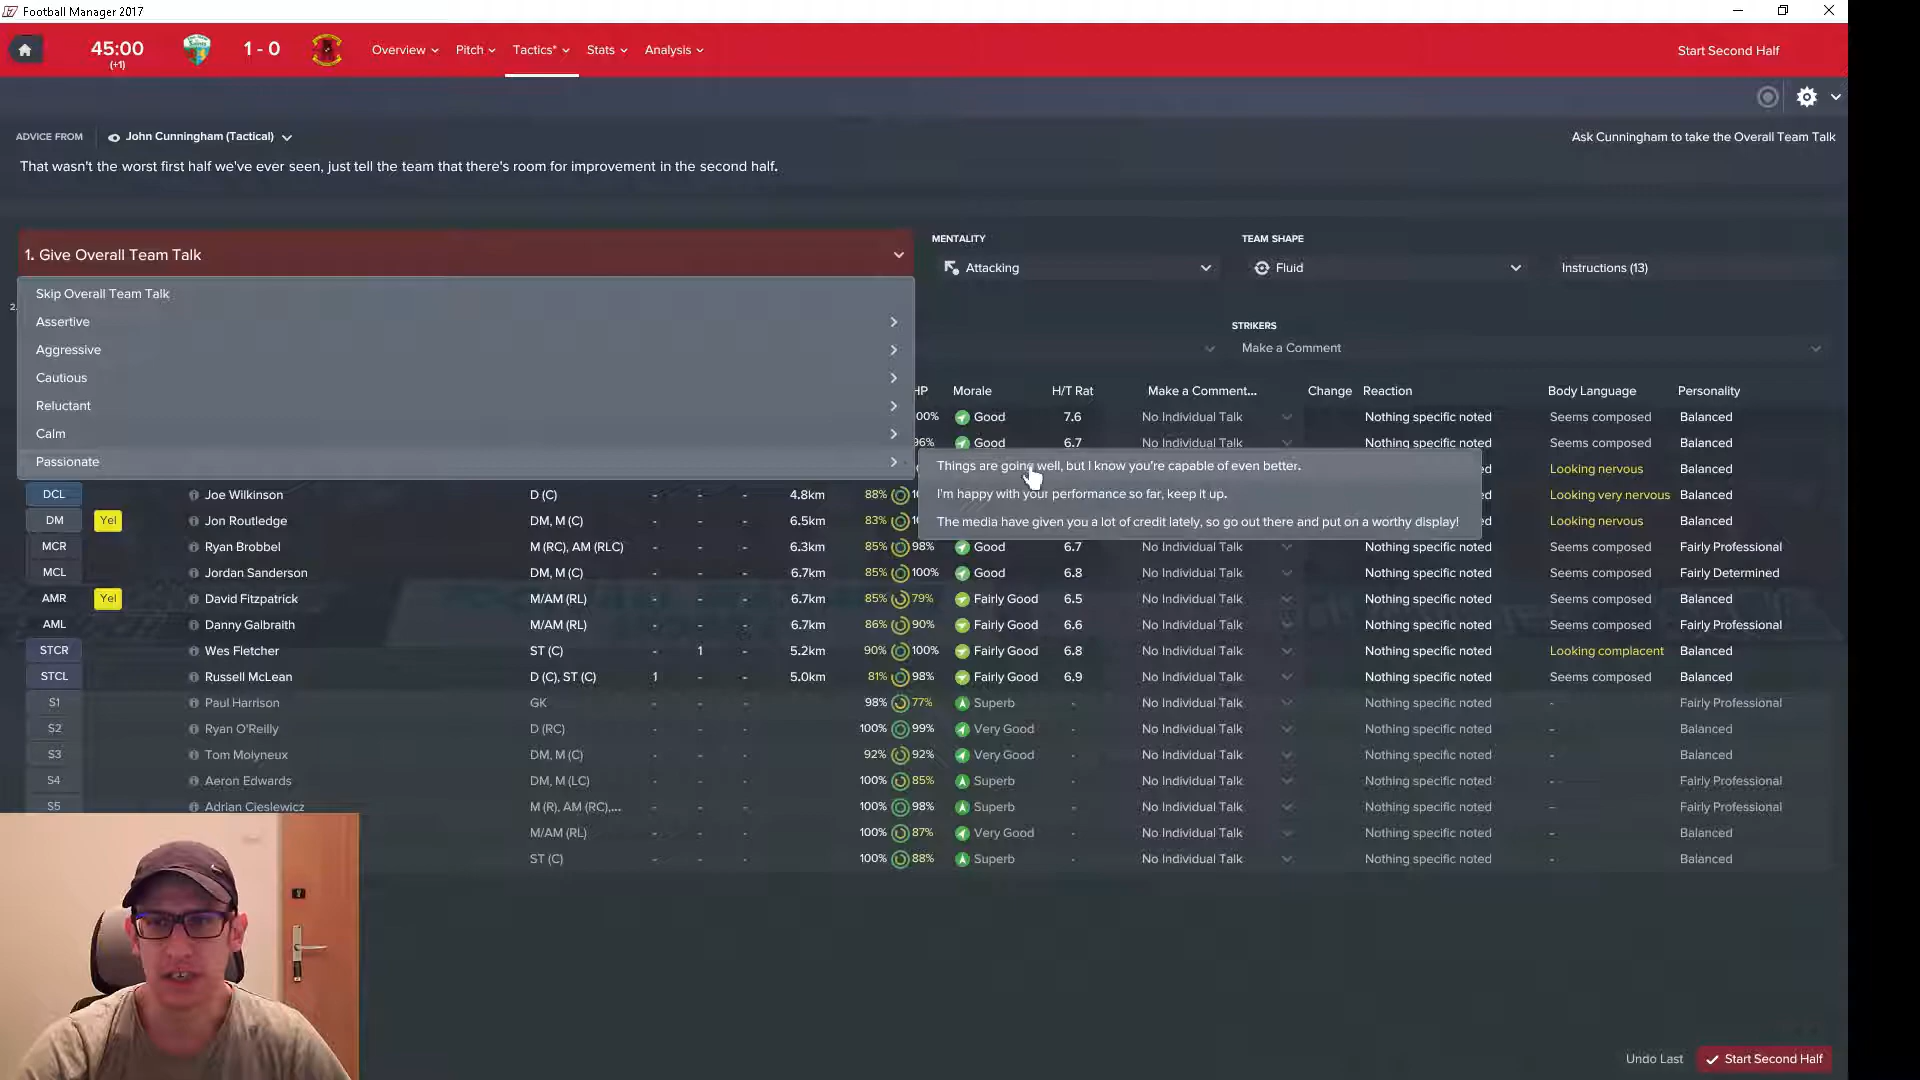 Football Manager 2017
45:00
(+1)
1 - 0
Overview
Pitch
Tactics*
Stats
Analysis
Start Second Half
ADVICE FROM
John Cunningham (Tactical)
Ask Cunningham to take the Overall Team Talk
That wasn't the worst first half we've ever seen, just tell the team that there's room for improvement in the second half.
1. Give Overall Team Talk
MENTALITY
Attacking
TEAM SHAPE
Fluid
Instructions (13)
Skip Overall Team Talk
Assertive
Aggressive
Cautious
Reluctant
Calm
Passionate
2.
STRIKERS
Make a Comment
Things are going well, but I know you're capable of even better.
I'm happy with your performance so far, keep it up.
The media have given you a lot of credit lately, so go out there and put on a worthy display!
HP Morale H/T Rat Make a Comment... Change Reaction Body Language Personality
00% Good 7.6 No Individual Talk Nothing specific noted Seems composed Balanced
96% Good 6.7 No Individual Talk Nothing specific noted Seems composed Balanced
Looking nervous Balanced
DCL Joe Wilkinson D (C) - - - 4.8km 88% Looking very nervous Balanced
DM Yel Jon Routledge DM, M (C) - - - 6.5km 83% Looking nervous Balanced
MCR Ryan Brobbel M (RC), AM (RLC) - - - 6.3km 85% 98% Good 6.7 No Individual Talk Nothing specific noted Seems composed Fairly Professional
MCL Jordan Sanderson DM, M (C) - - - 6.7km 85% 100% Good 6.8 No Individual Talk Nothing specific noted Seems composed Fairly Determined
AMR Yel David Fitzpatrick M/AM (RL) - - - 6.7km 85% 79% Fairly Good 6.5 No Individual Talk Nothing specific noted Seems composed Balanced
AML Danny Galbraith M/AM (RL) - - - 6.7km 86% 90% Fairly Good 6.6 No Individual Talk Nothing specific noted Seems composed Fairly Professional
STCR Wes Fletcher ST (C) - 1 - 5.2km 90% 100% Fairly Good 6.8 No Individual Talk Nothing specific noted Looking complacent Balanced
STCL Russell McLean D (C), ST (C) 1 - - 5.0km 81% 98% Fairly Good 6.9 No Individual Talk Nothing specific noted Seems composed Balanced
S1 Paul Harrison GK 98% 77% Superb - No Individual Talk Nothing specific noted - Fairly Professional
S2 Ryan O'Reilly D (RC) 100% 99% Very Good - No Individual Talk Nothing specific noted - Balanced
S3 Tom Molyneux DM, M (C) 92% 92% Very Good - No Individual Talk Nothing specific noted - Balanced
S4 Aeron Edwards DM, M (LC) 100% 85% Superb - No Individual Talk Nothing specific noted - Fairly Professional
S5 Adrian Cieslewicz M (R), AM (RC),... 100% 98% Superb - No Individual Talk Nothing specific noted - Fairly Professional
M/AM (RL) 100% 87% Very Good - No Individual Talk Nothing specific noted - Balanced
ST (C) 100% 88% Superb - No Individual Talk Nothing specific noted - Balanced
Undo Last
Start Second Half